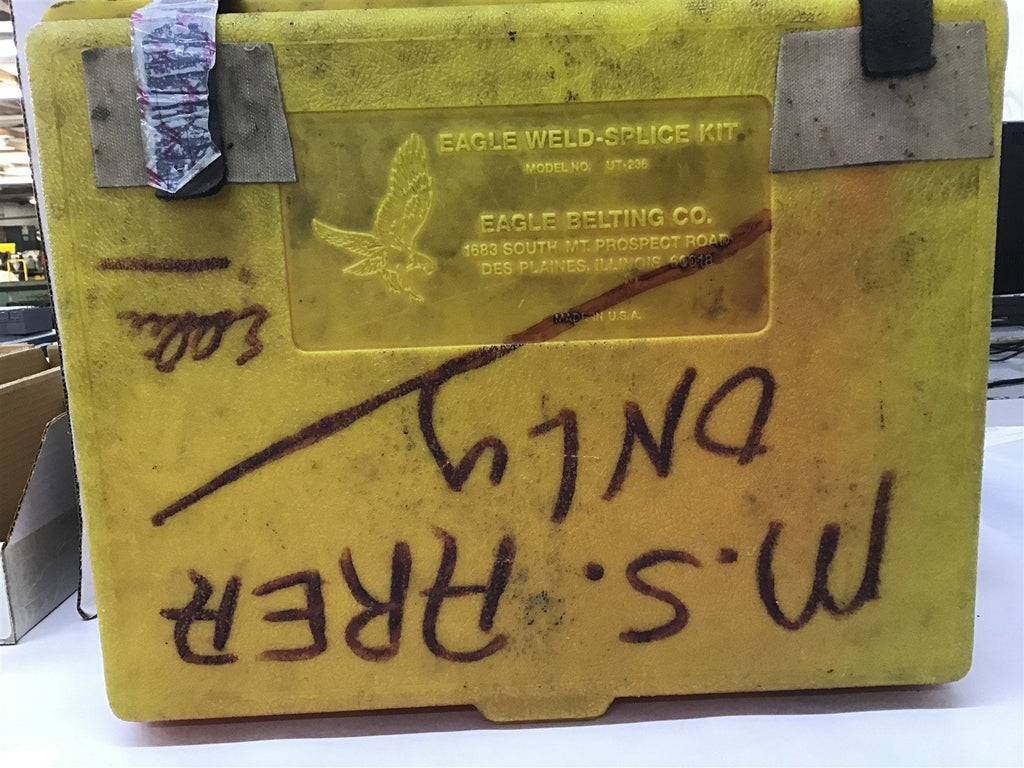 EAGLE WELD-SPLICE KIT
MODEL NO. UT-236
EAGLE BELTING CO.
1683 SOUTH MT. PROSPECT ROAD
DES PLAINES, ILLINOIS, 60018
MADE IN U.S.A.
M.S. AREA
ONLY